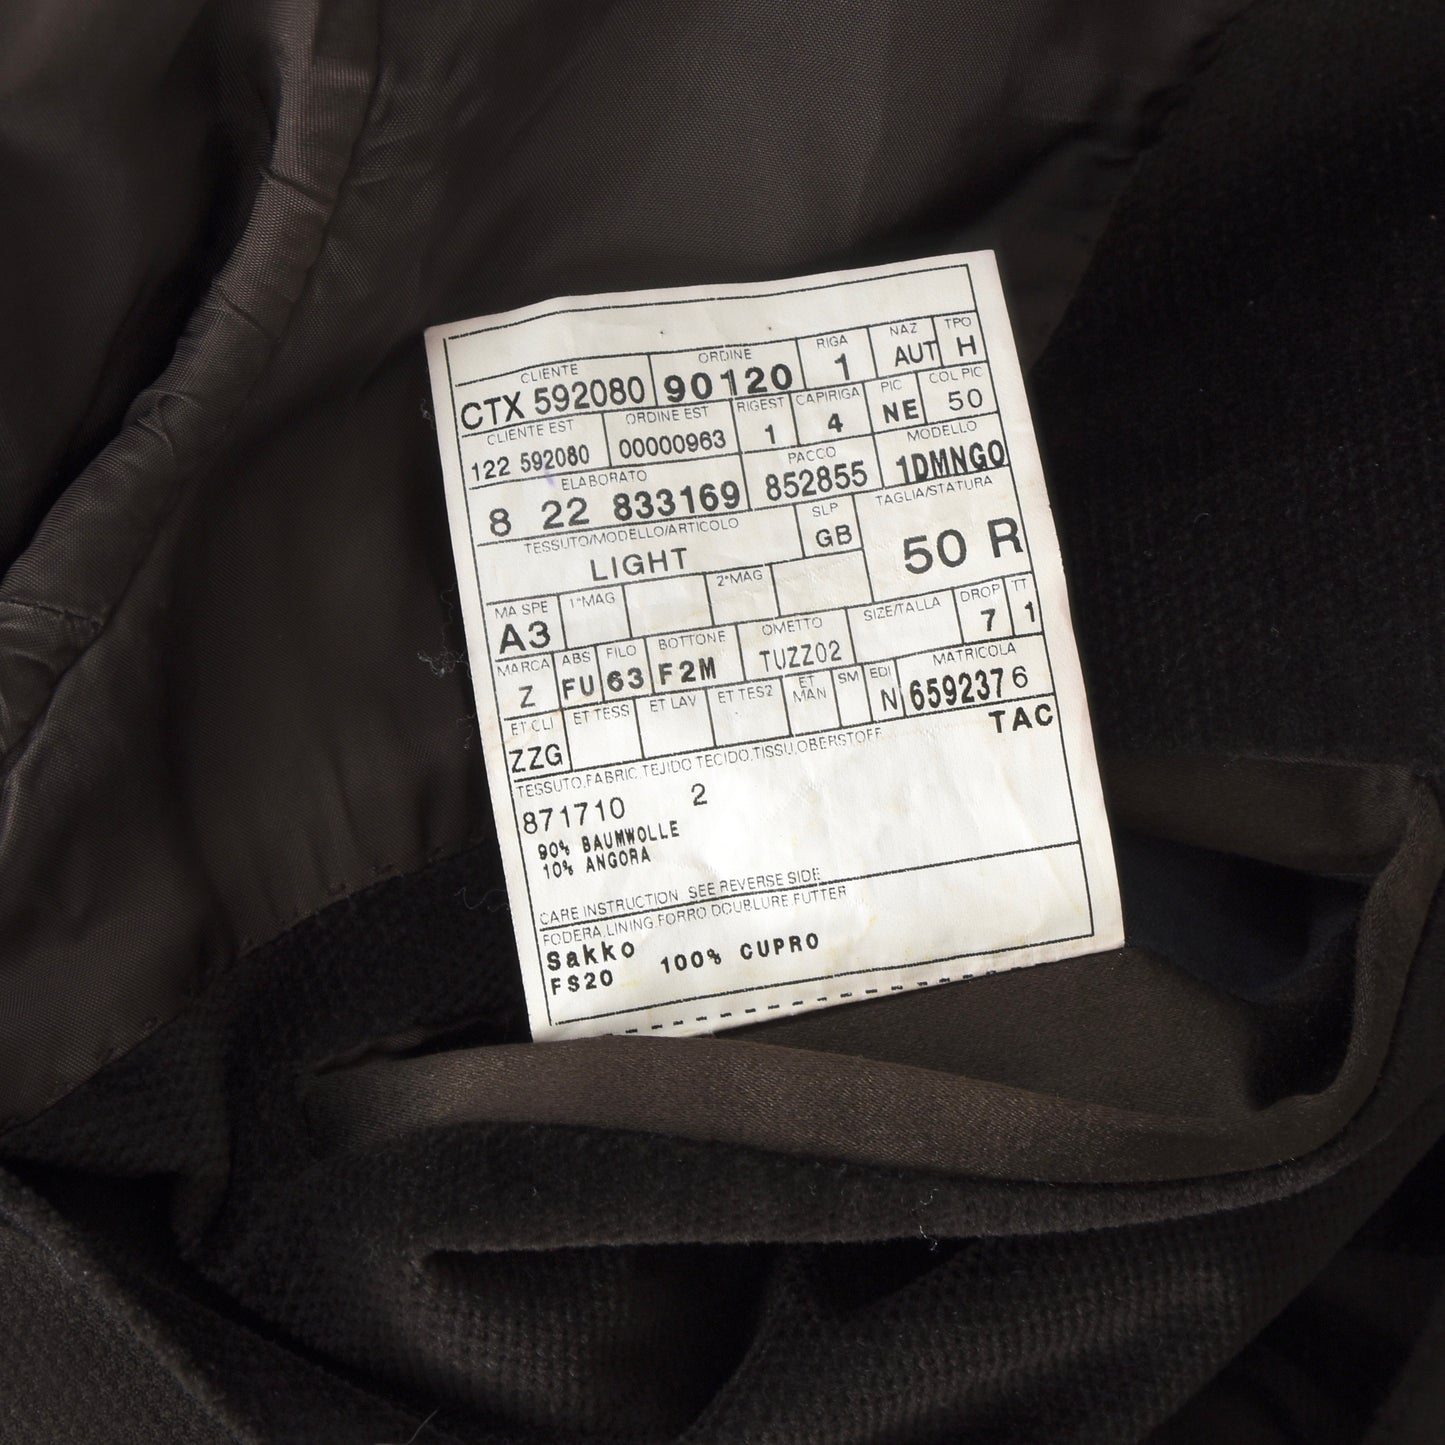 CLIENTE ORDINE RIGA NAZ TPO
CTX 592080 90120 1 AUT H
CLIENTE EST ORDINE EST RIGEST CAPIRIGA PIC COL PIC
122 592080 00000963 1 4 NE 50
ELABORATO PACCO MODELLO
8 22 833169 852855 1DMNGO
TESSUTO/MODELLO/ARTICOLO SLP TAGLIA/STATURA
LIGHT GB 50 R
MA SPE 1°MAG 2°MAG SIZE/TALLA DROP TT
A3 7 1
MARCA ABS FILO BOTTONE OMETTO MATRICOLA
Z FU 63 F2M TUZZ02 6592376
ET CLI ET TESS ET LAV ET TES2 ET MAN SM EDI
ZZG N TAC
TESSUTO.FABRIC.TEJIDO TECIDO.TISSU.OBERSTOFF
871710 2
90% BAUMWOLLE
10% ANGORA
CARE INSTRUCTION SEE REVERSE SIDE
FODERA.LINING.FORRO.DOUBLURE FUTTER
Sakko 100% CUPRO
FS20